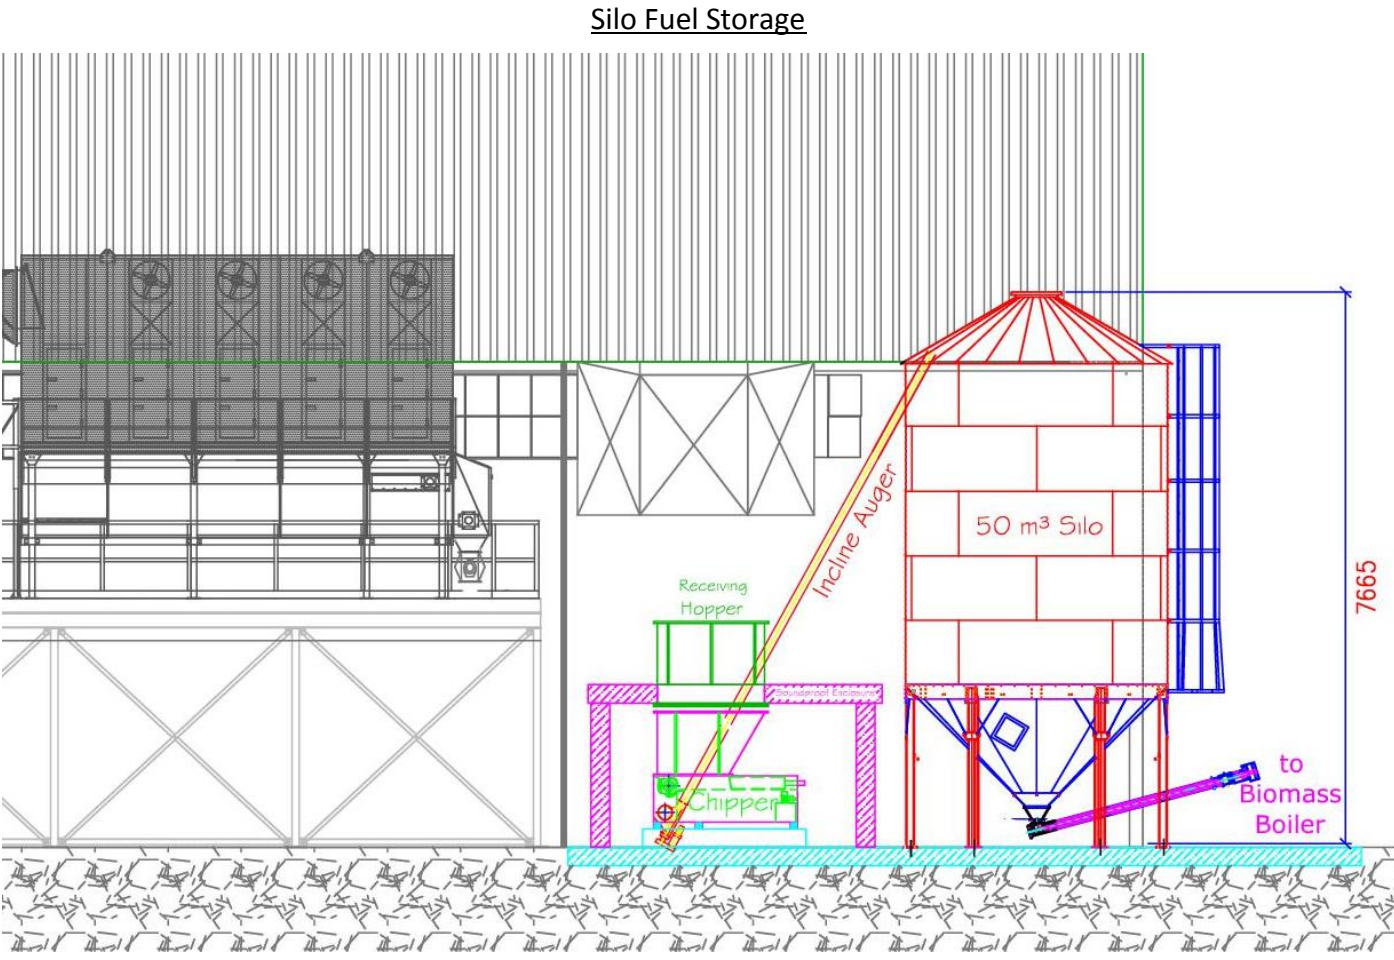 Silo Fuel Storage
Incline Auger
50 m³ Silo
Receiving
Hopper
7665
Soundproof Enclosure
Chipper
to
Biomass
Boiler